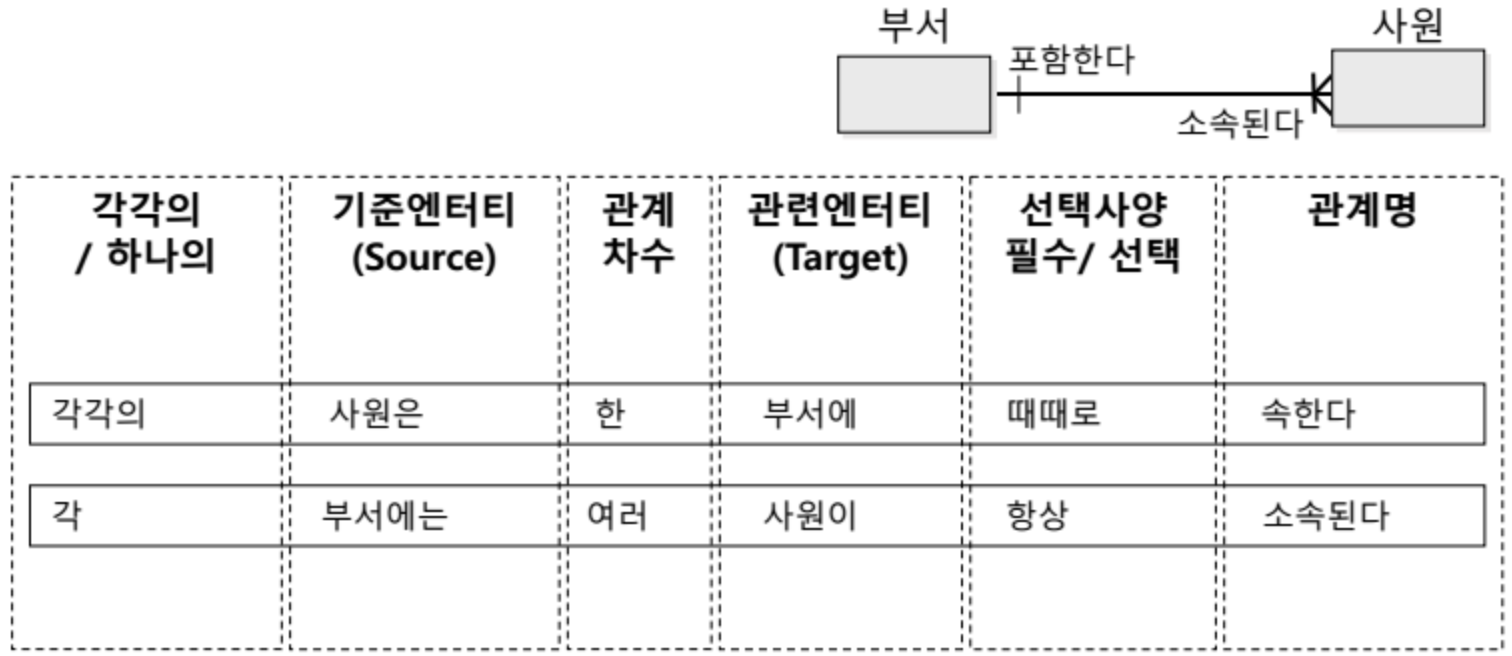 부서
사원
포함한다
소속된다
각각의
/ 하나의
기준엔터티
(Source)
관계
차수
관련엔터티
(Target)
선택사양
필수/ 선택
관계명
각각의 사원은 한 부서에 때때로 속한다
각 부서에는 여러 사원이 항상 소속된다